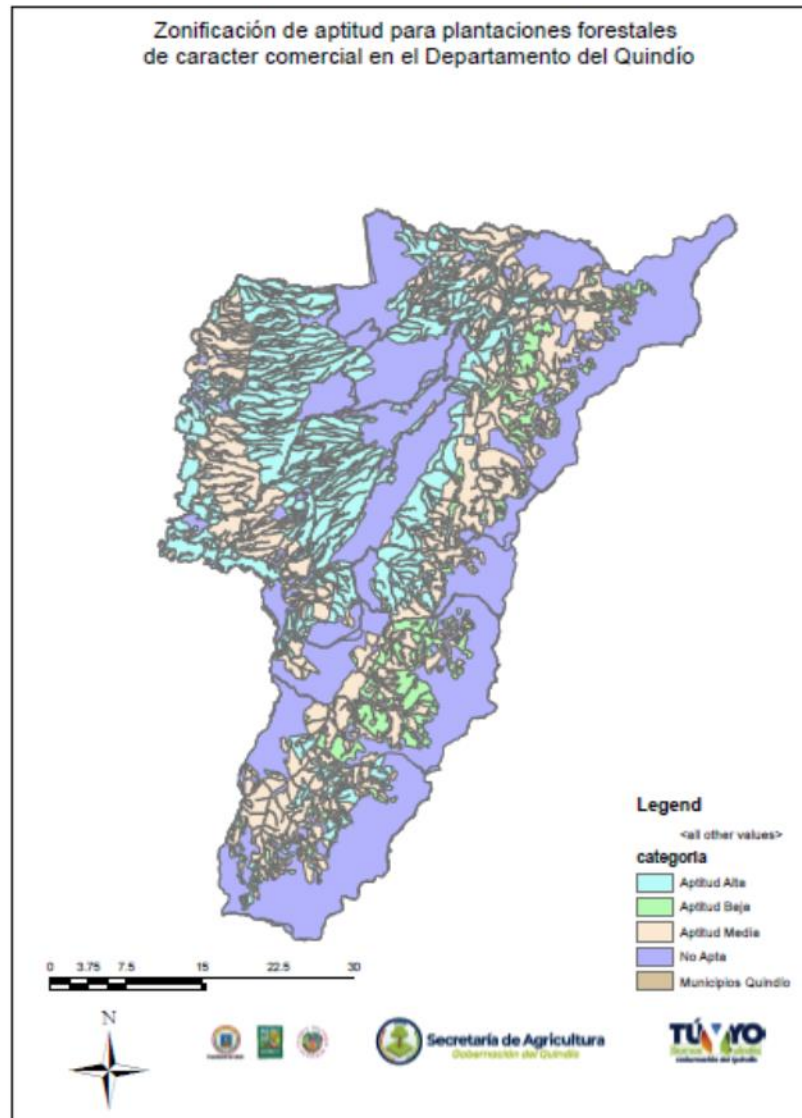 Zonificación de aptitud para plantaciones forestales
de caracter comercial en el Departamento del Quindío
Legend
<all other values>
categoria
Aptitud Alta
Aptitud Baja
Aptitud Media
No Apta
Municipios Quindío
0 3.75 7.5 15 22.5 30
N
Secretaría de Agricultura
Gobernación del Quindío
TÚ YYO